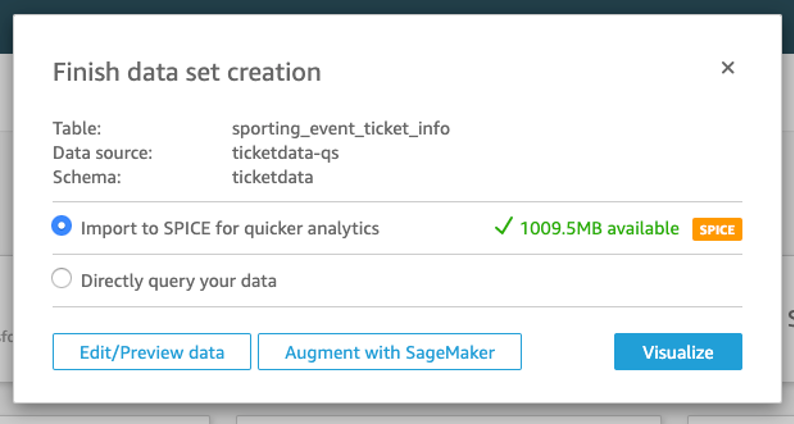 Finish data set creation
Table: sporting_event_ticket_info
Data source: ticketdata-qs
Schema: ticketdata
Import to SPICE for quicker analytics 1009.5MB available SPICE
Directly query your data
Edit/Preview data Augment with SageMaker Visualize